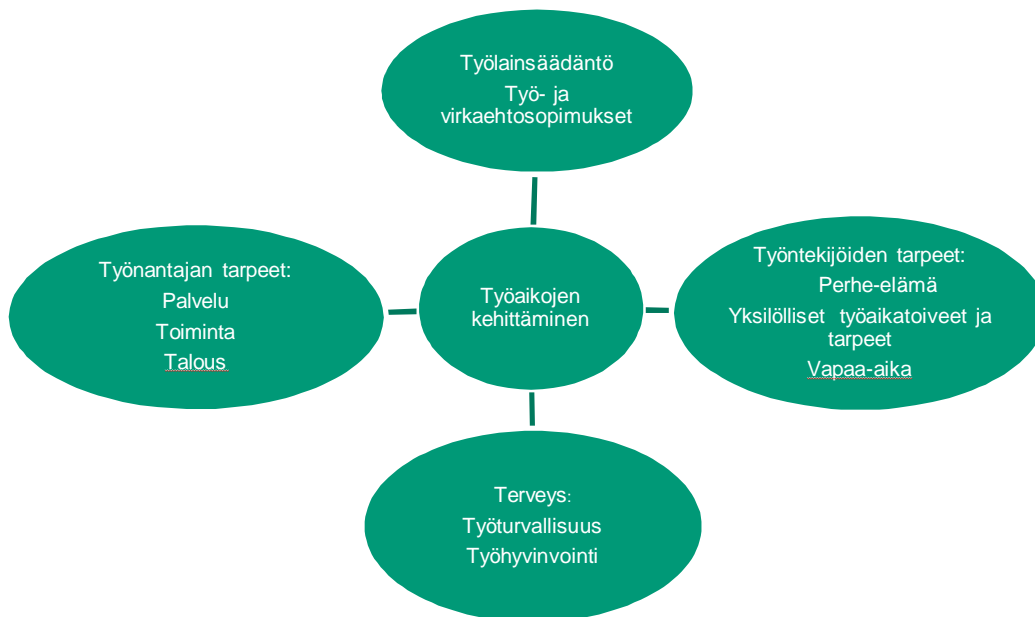 Työlainsäädäntö
Työ- ja
virkaehtosopimukset
Työnantajan tarpeet:
Palvelu
Toiminta
Talous
Työaikojen
kehittäminen
Työntekijöiden tarpeet:
Perhe-elämä
Yksilölliset työaikatoiveet ja
tarpeet
Vapaa-aika
Terveys:
Työturvallisuus
Työhyvinvointi